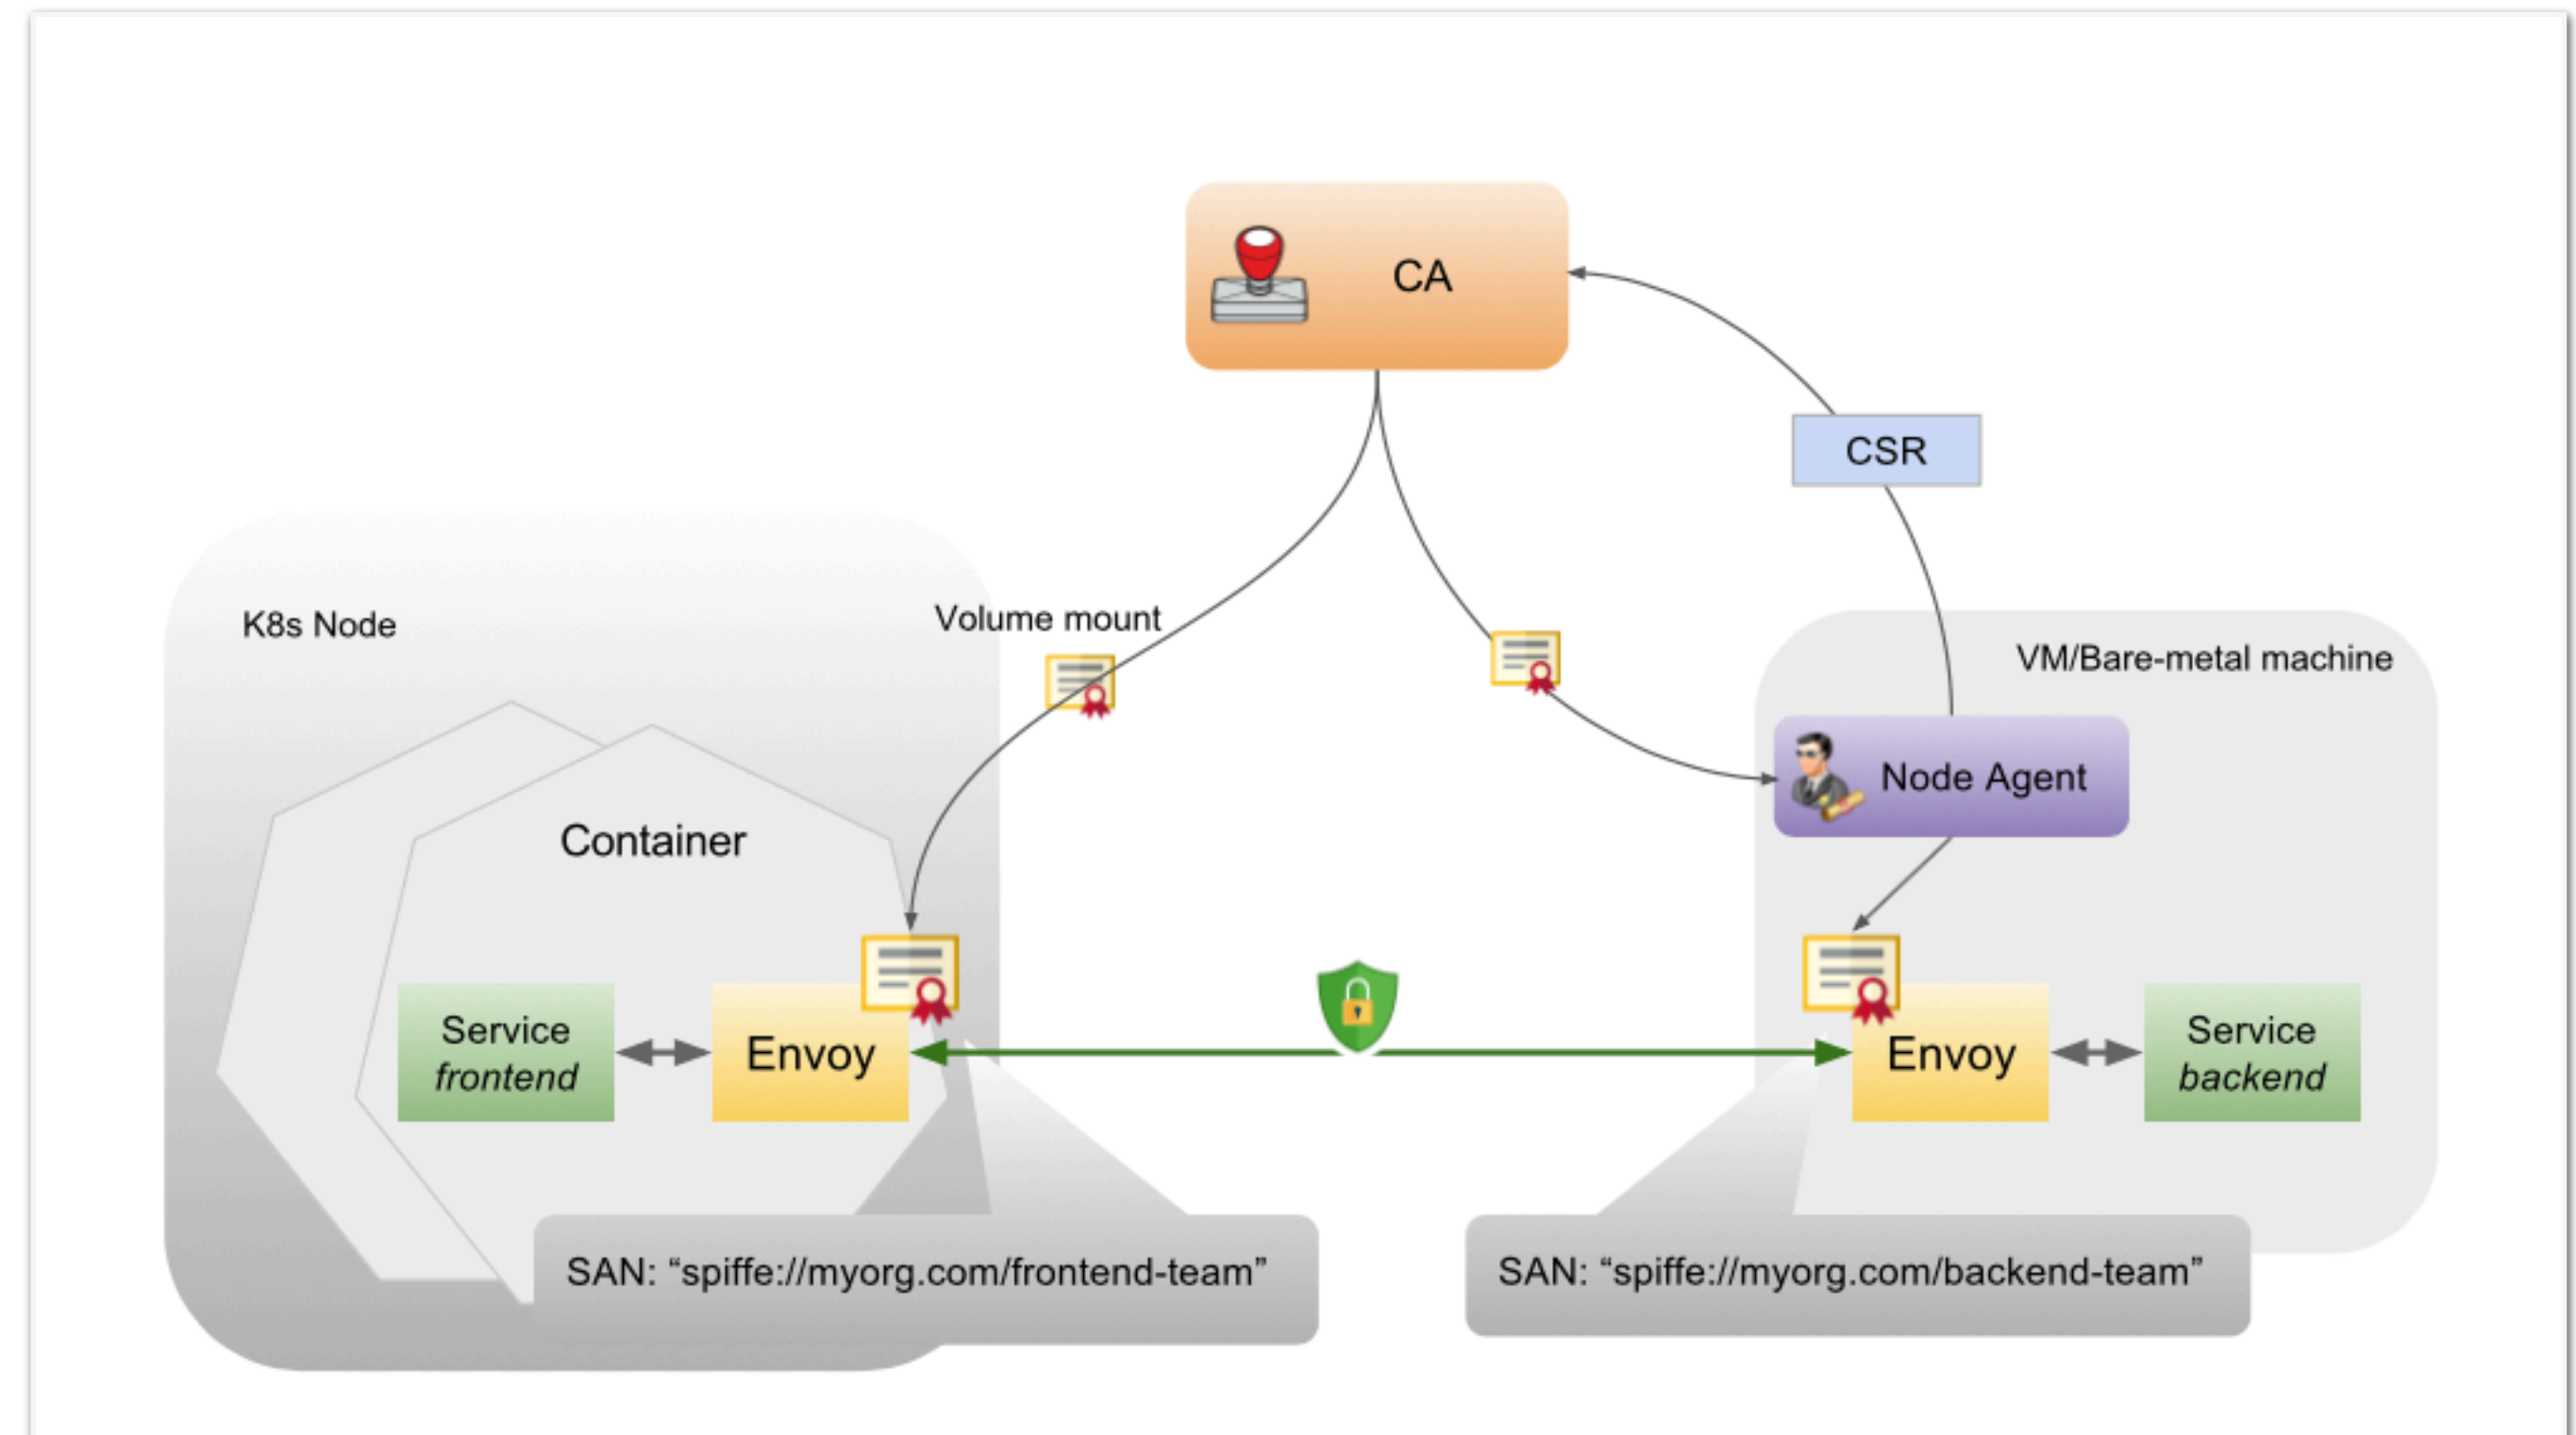 CA
CSR
Volume mount
K8s Node
VM/Bare-metal machine
Node Agent
Container
Service
frontend
Envoy
Envoy
Service
backend
SAN: “spiffe://myorg.com/frontend-team”
SAN: “spiffe://myorg.com/backend-team”